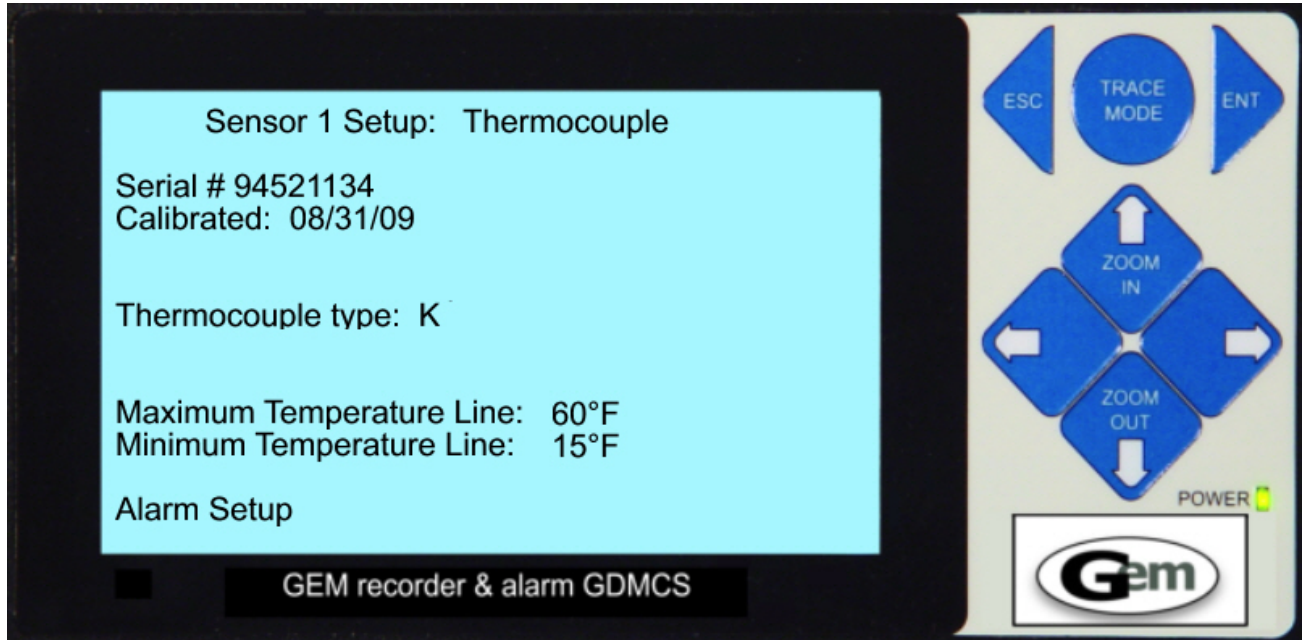 Sensor 1 Setup: Thermocouple
Serial # 94521134
Calibrated: 08/31/09
Thermocouple type: K
Maximum Temperature Line: 60°F
Minimum Temperature Line: 15°F
Alarm Setup
GEM recorder & alarm GDMCS
ESC
TRACE
MODE
ENT
ZOOM
IN
ZOOM
OUT
POWER
Gem